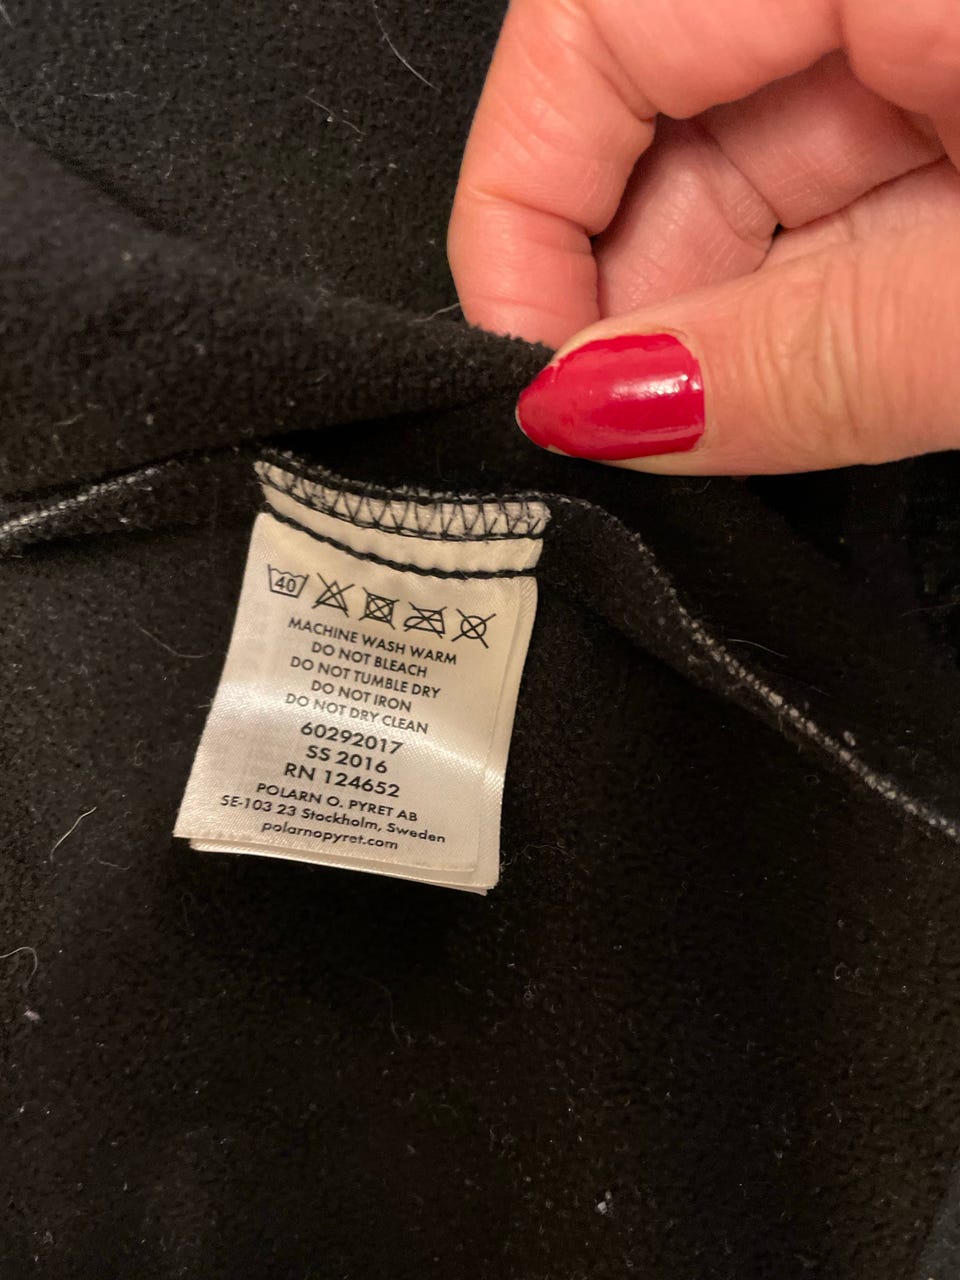 40
MACHINE WASH WARM
DO NOT BLEACH
DO NOT TUMBLE DRY
DO NOT IRON
DO NOT DRY CLEAN
60292017
SS 2016
RN 124652
POLARN O. PYRET AB
SE-103 23 Stockholm, Sweden
polarnopyret.com